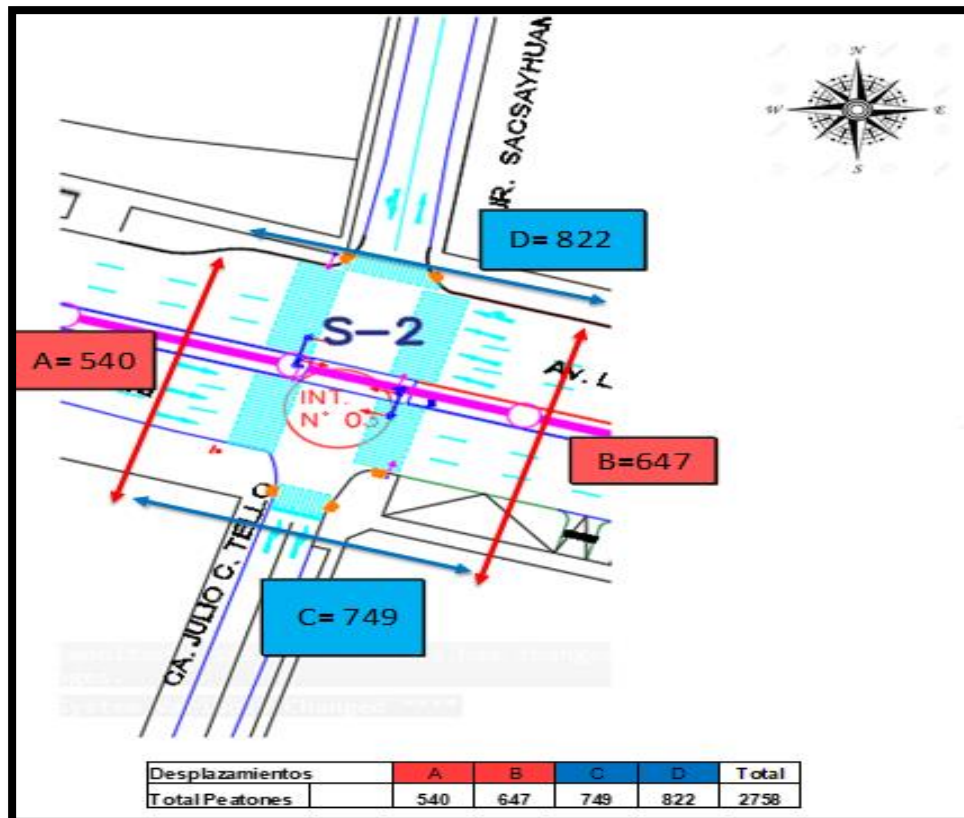 N
W E
S
JR. SACSAYHUAM
D= 822
S-2
A= 540
AV. L
INT.
N° 03
B=647
CA. JULIO C. TELLO
C= 749
Desplazamientos A B C D Total
Total Peatones 540 647 749 822 2758